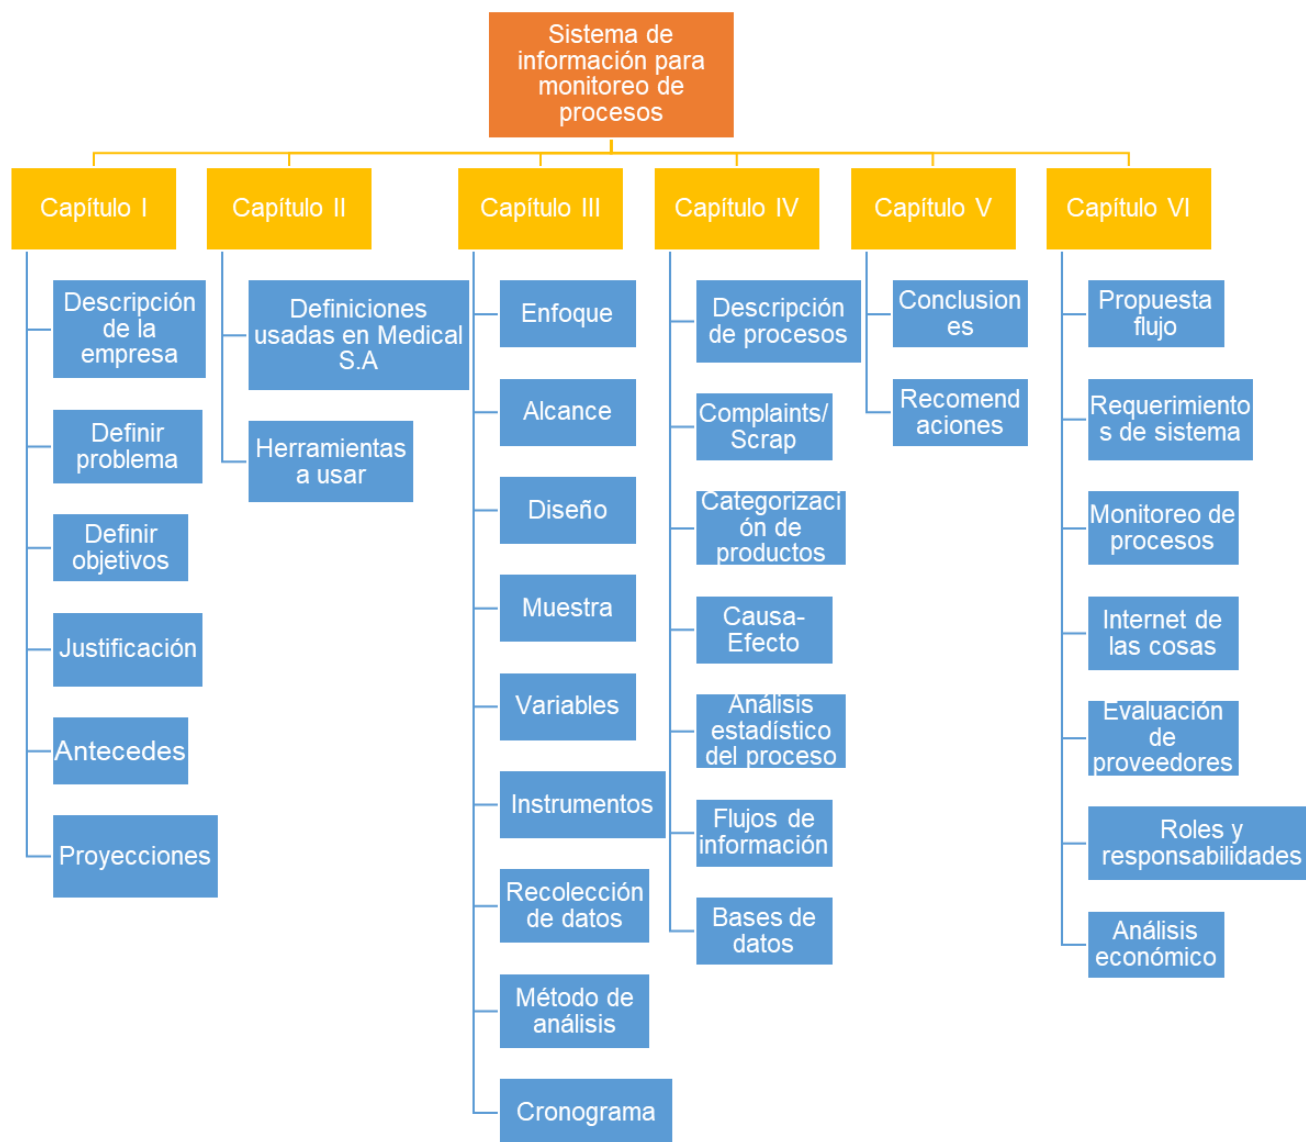 Sistema de
información para
monitoreo de
procesos
Capítulo I
Descripción
de la
empresa
Definir
problema
Definir
objetivos
Justificación
Antecedes
Proyecciones
Capítulo II
Definiciones
usadas en Medical
S.A
Herramientas
a usar
Capítulo III
Enfoque
Alcance
Diseño
Muestra
Variables
Instrumentos
Recolección
de datos
Método de
análisis
Cronograma
Capítulo IV
Descripción
de procesos
Complaints/
Scrap
Categorizaci
ón de
productos
Causa-
Efecto
Análisis
estadístico
del proceso
Flujos de
información
Bases de
datos
Capítulo V
Conclusion
es
Recomend
aciones
Capítulo VI
Propuesta
flujo
Requerimiento
s de sistema
Monitoreo de
procesos
Internet de
las cosas
Evaluación
de
proveedores
Roles y
responsabilidades
Análisis
económico